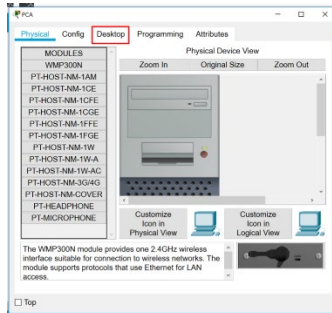 PCA
Physical Config Desktop Programming Attributes
MODULES
WMP300N
PT-HOST-NM-1AM
PT-HOST-NM-1CE
PT-HOST-NM-1CFE
PT-HOST-NM-1CGE
PT-HOST-NM-1FFE
PT-HOST-NM-1FGE
PT-HOST-NM-1W
PT-HOST-NM-1W-A
PT-HOST-NM-1W-AC
PT-HOST-NM-3G/4G
PT-HOST-NM-COVER
PT-HEADPHONE
PT-MICROPHONE
Physical Device View
Zoom In Original Size Zoom Out
Customize
Icon in
Physical View
Customize
Icon in
Logical View
The WMP300N module provides one 2.4GHz wireless
interface suitable for connection to wireless networks. The
module supports protocols that use Ethernet for LAN
access.
Top